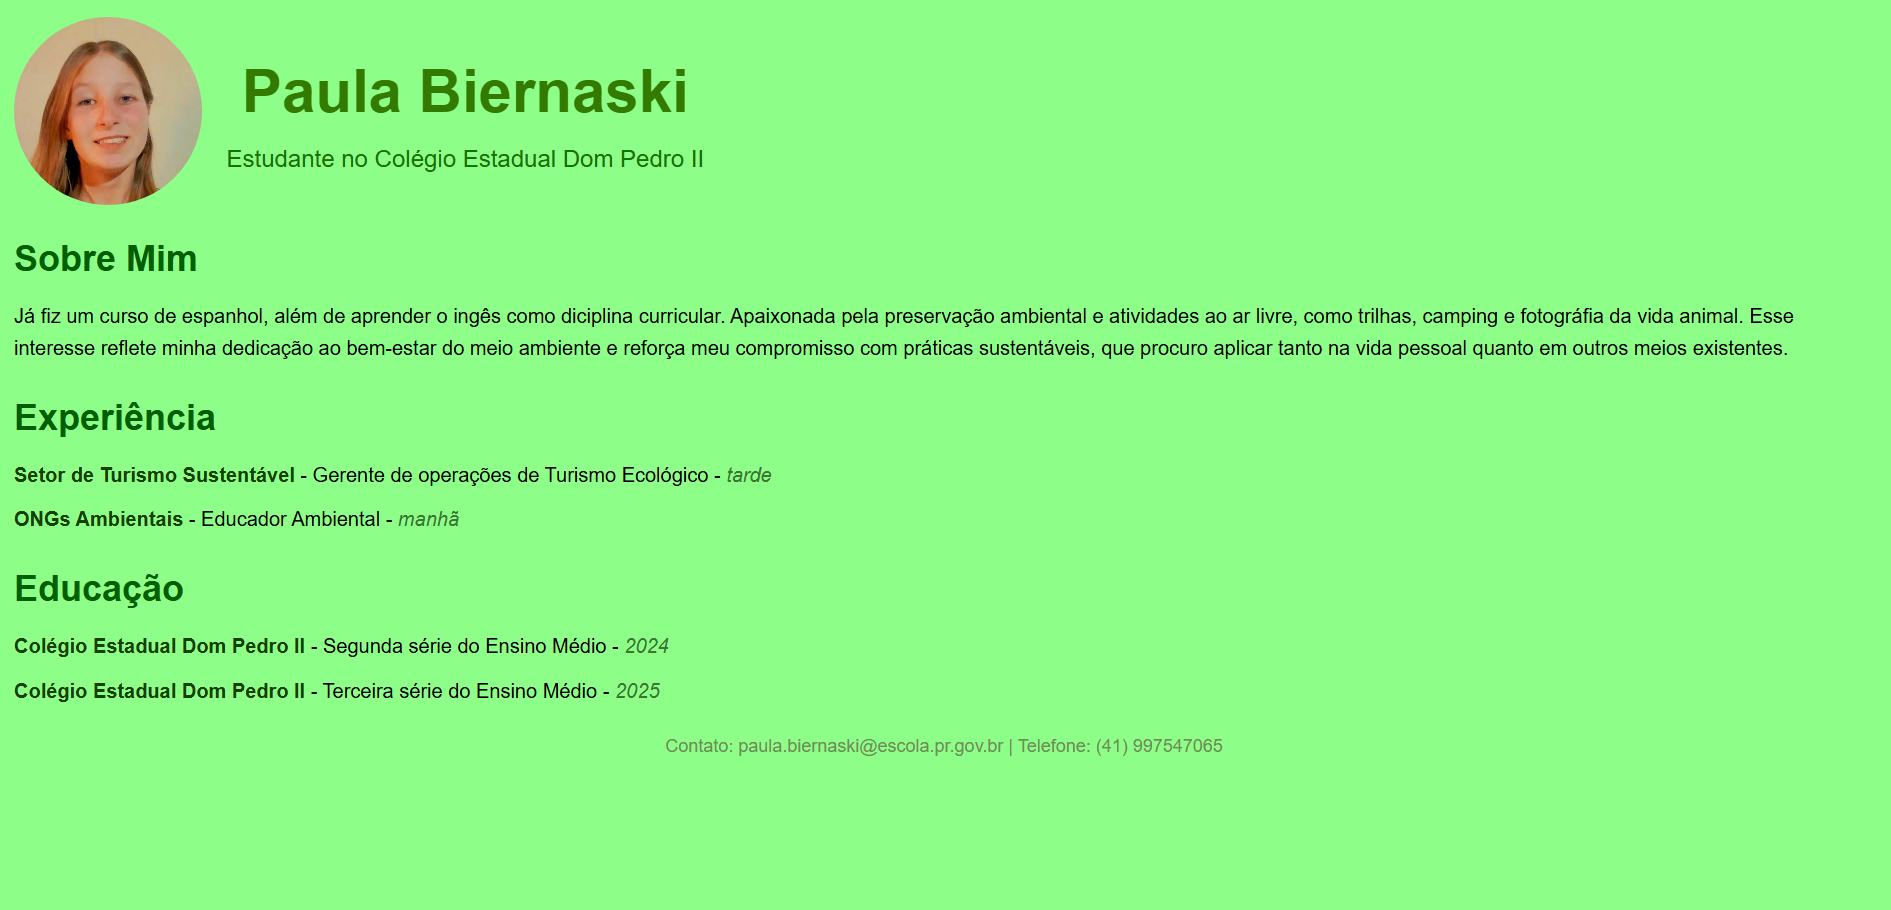 Paula Biernaski
Estudante no Colégio Estadual Dom Pedro II
Sobre Mim
Já fiz um curso de espanhol, além de aprender o ingês como diciplina curricular. Apaixonada pela preservação ambiental e atividades ao ar livre, como trilhas, camping e fotográfia da vida animal. Esse
interesse reflete minha dedicação ao bem-estar do meio ambiente e reforça meu compromisso com práticas sustentáveis, que procuro aplicar tanto na vida pessoal quanto em outros meios existentes.
Experiência
Setor de Turismo Sustentável - Gerente de operações de Turismo Ecológico - tarde
ONGs Ambientais - Educador Ambiental - manhã
Educação
Colégio Estadual Dom Pedro II - Segunda série do Ensino Médio - 2024
Colégio Estadual Dom Pedro II - Terceira série do Ensino Médio - 2025
Contato: paula.biernaski@escola.pr.gov.br | Telefone: (41) 997547065